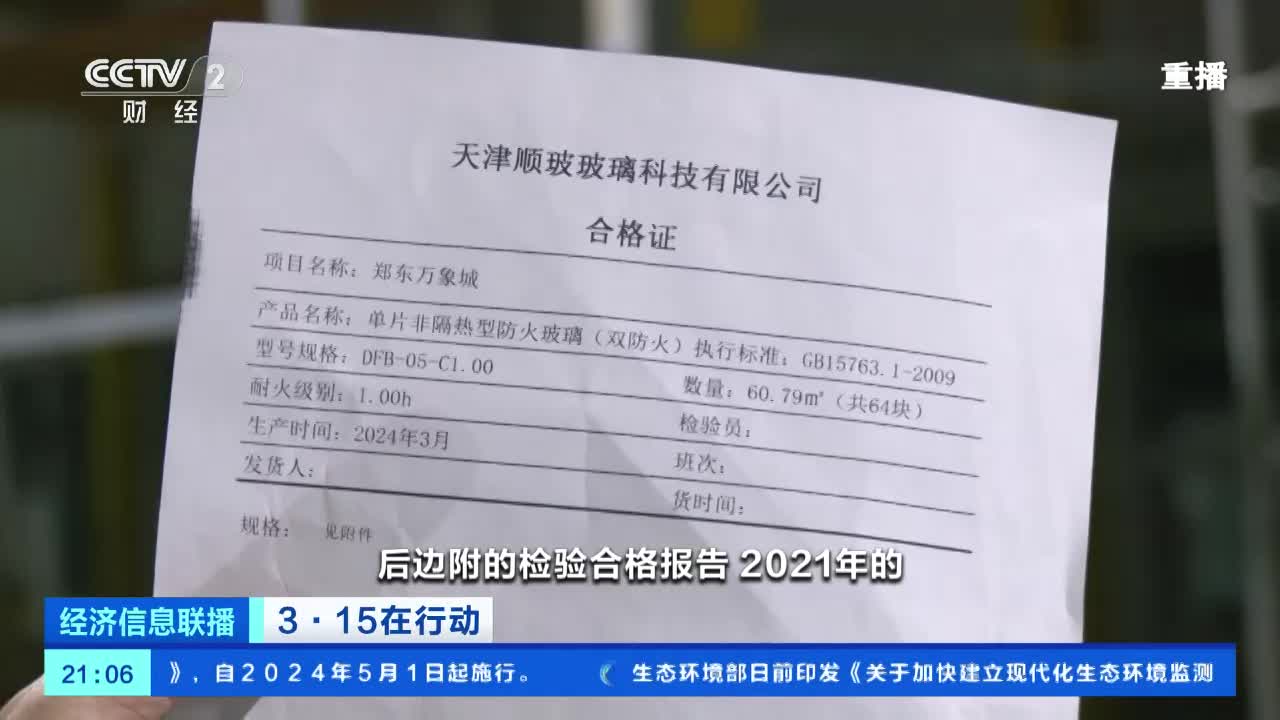 CCTV 2
财经
重播
天津顺玻玻璃科技有限公司
合格证
项目名称：郑东万象城
产品名称：单片非隔热型防火玻璃（双防火）执行标准：GB15763.1-2009
型号规格：DFB-05-C1.00
数量：60.79㎡（共64块）
耐火级别：1.00h
检验员：
生产时间：2024年3月
班次：
发货人：
货时间：
规格： 见附件
后边附的检验合格报告 2021年的
经济信息联播
3·15在行动
21:06
》，自2024年5月1日起施行。
生态环境部日前印发《关于加快建立现代化生态环境监测